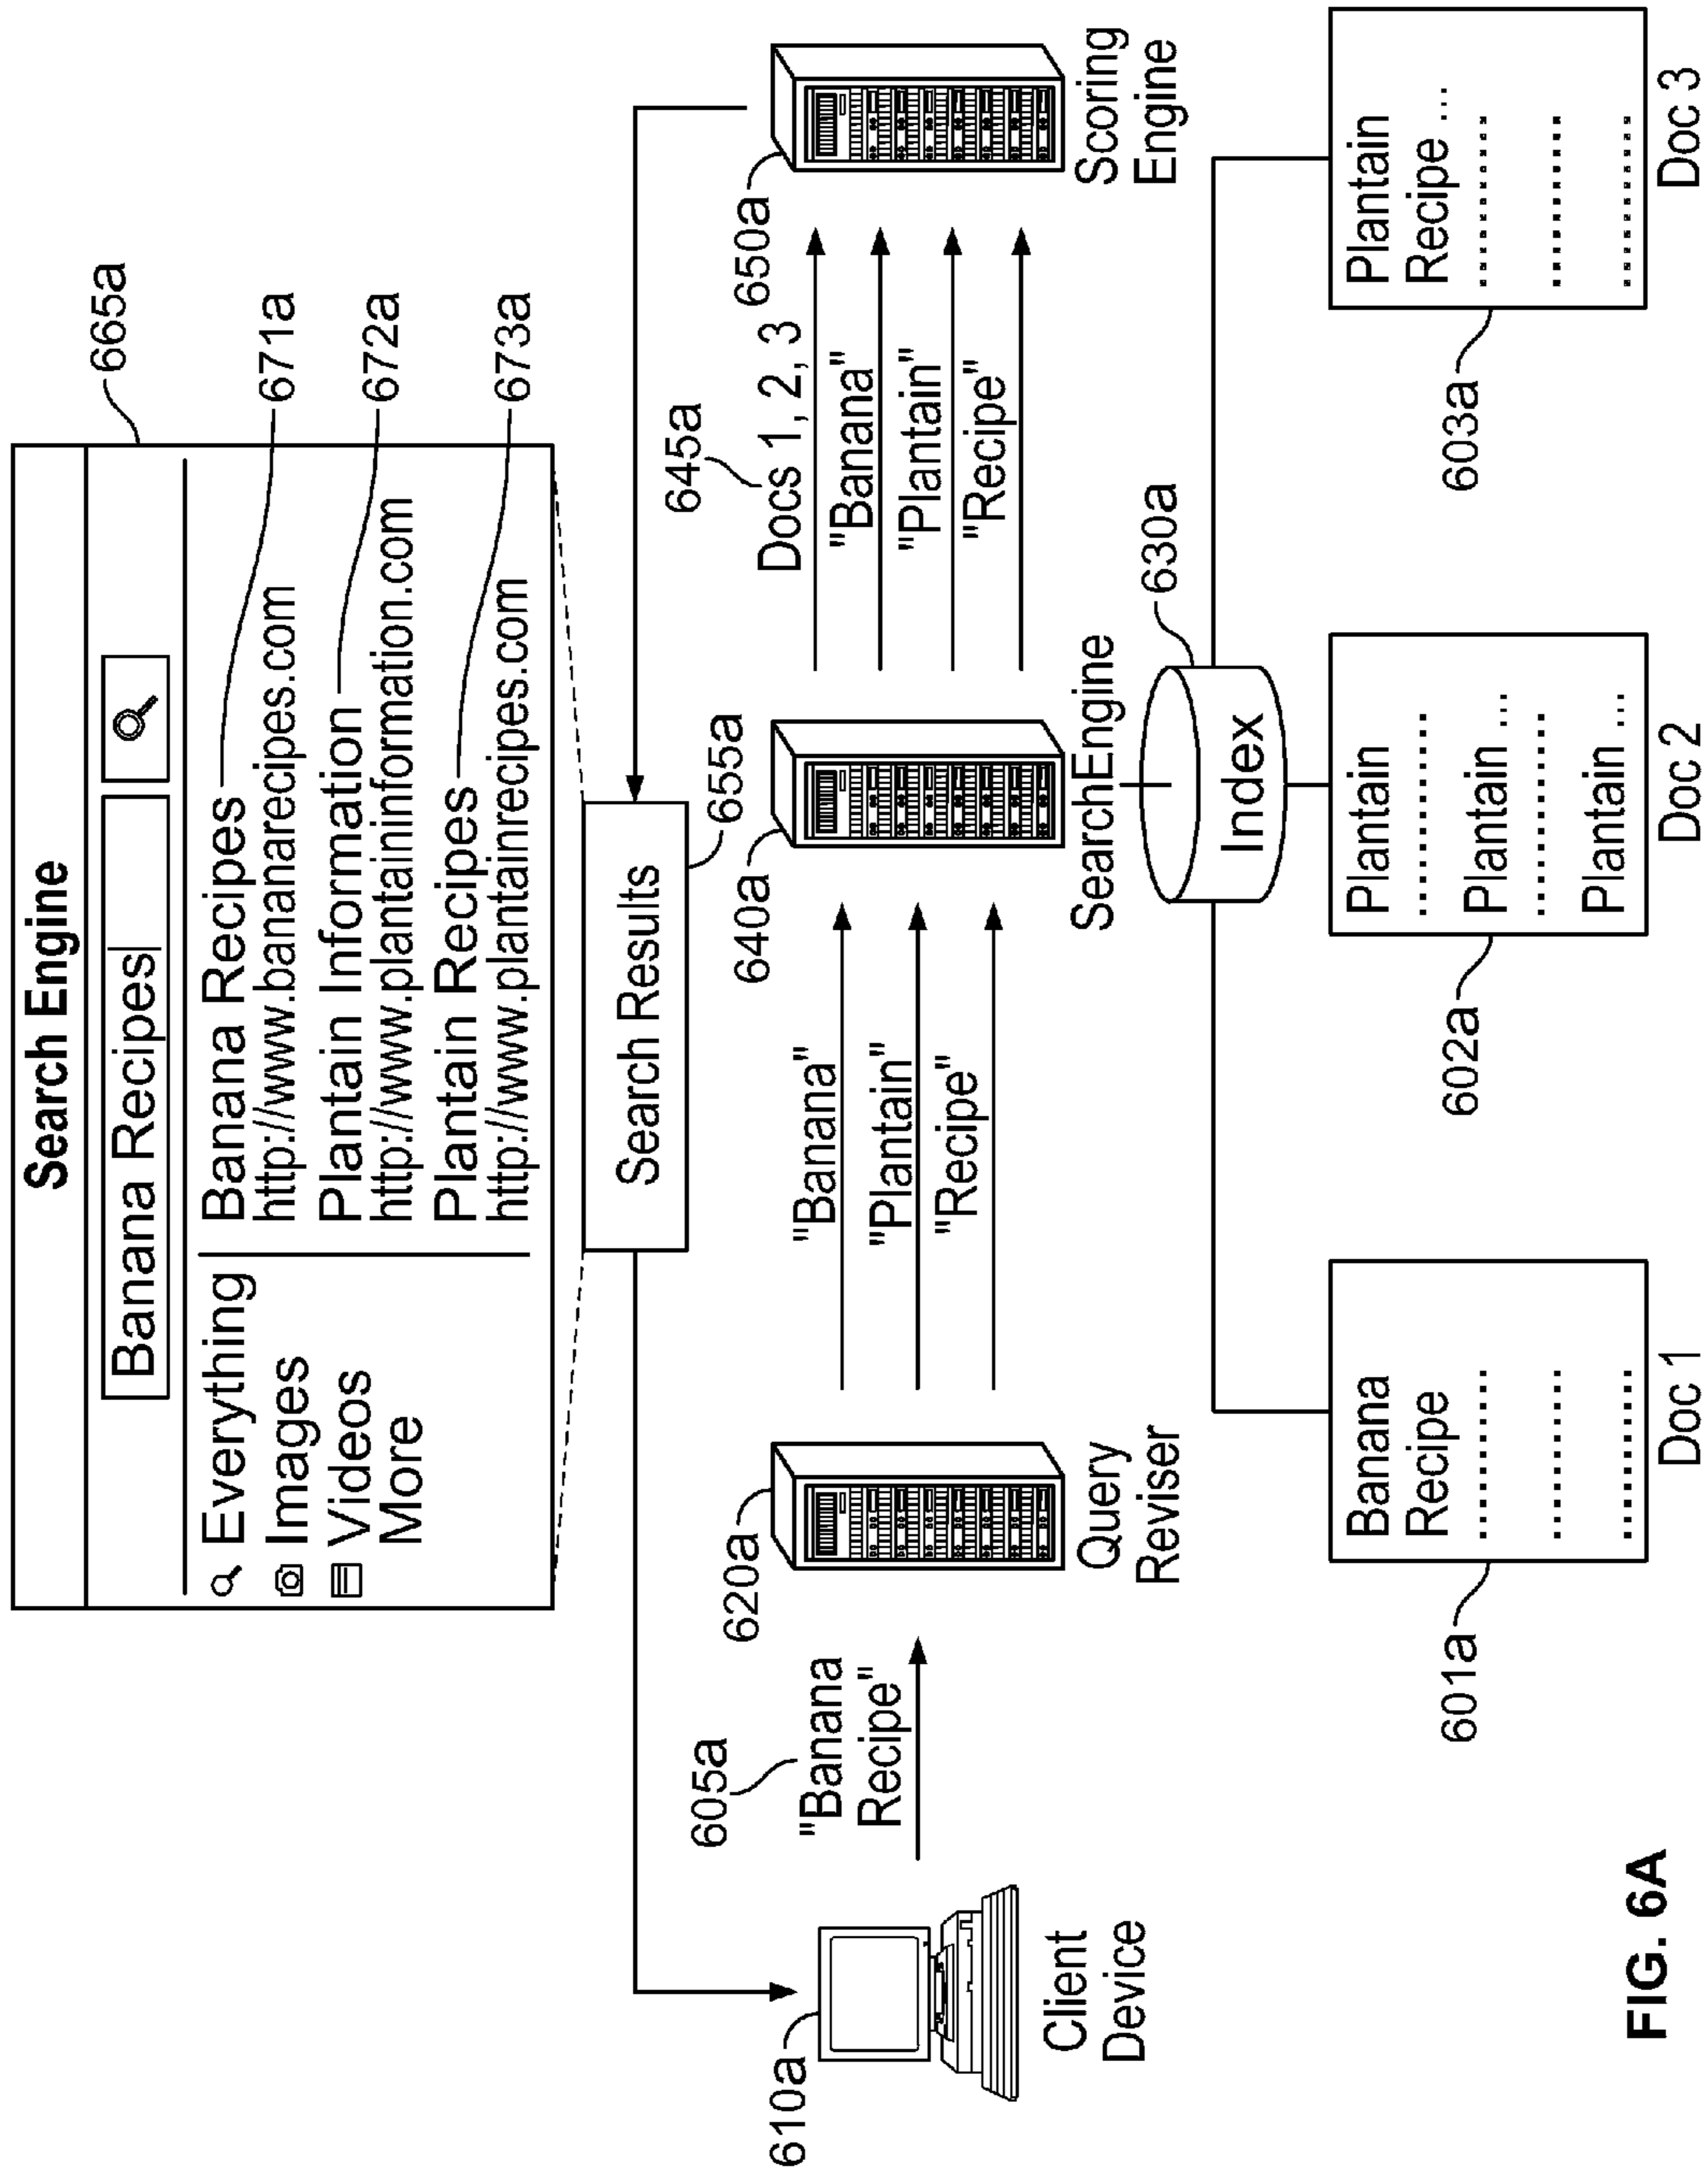 Search Engine
Banana Recipes
Everything
Images
Videos
More
Banana Recipes
http://www.bananarecipes.com
Plantain Information
http://www.plantaininformation.com
Plantain Recipes
http://www.plantainrecipes.com
665a
671a
672a
673a
Search Results
655a
610a
Client
Device
605a
"Banana
Recipe"
620a
Query
Reviser
"Banana"
"Plantain"
"Recipe"
640a
SearchEngine
645a
Docs 1, 2, 3
"Banana"
"Plantain"
"Recipe"
650a
Scoring
Engine
630a
Index
601a
Banana
Recipe
Doc 1
602a
Plantain
Plantain ...
Plantain ...
Doc 2
603a
Plantain
Recipe ...
Doc 3
FIG. 6A